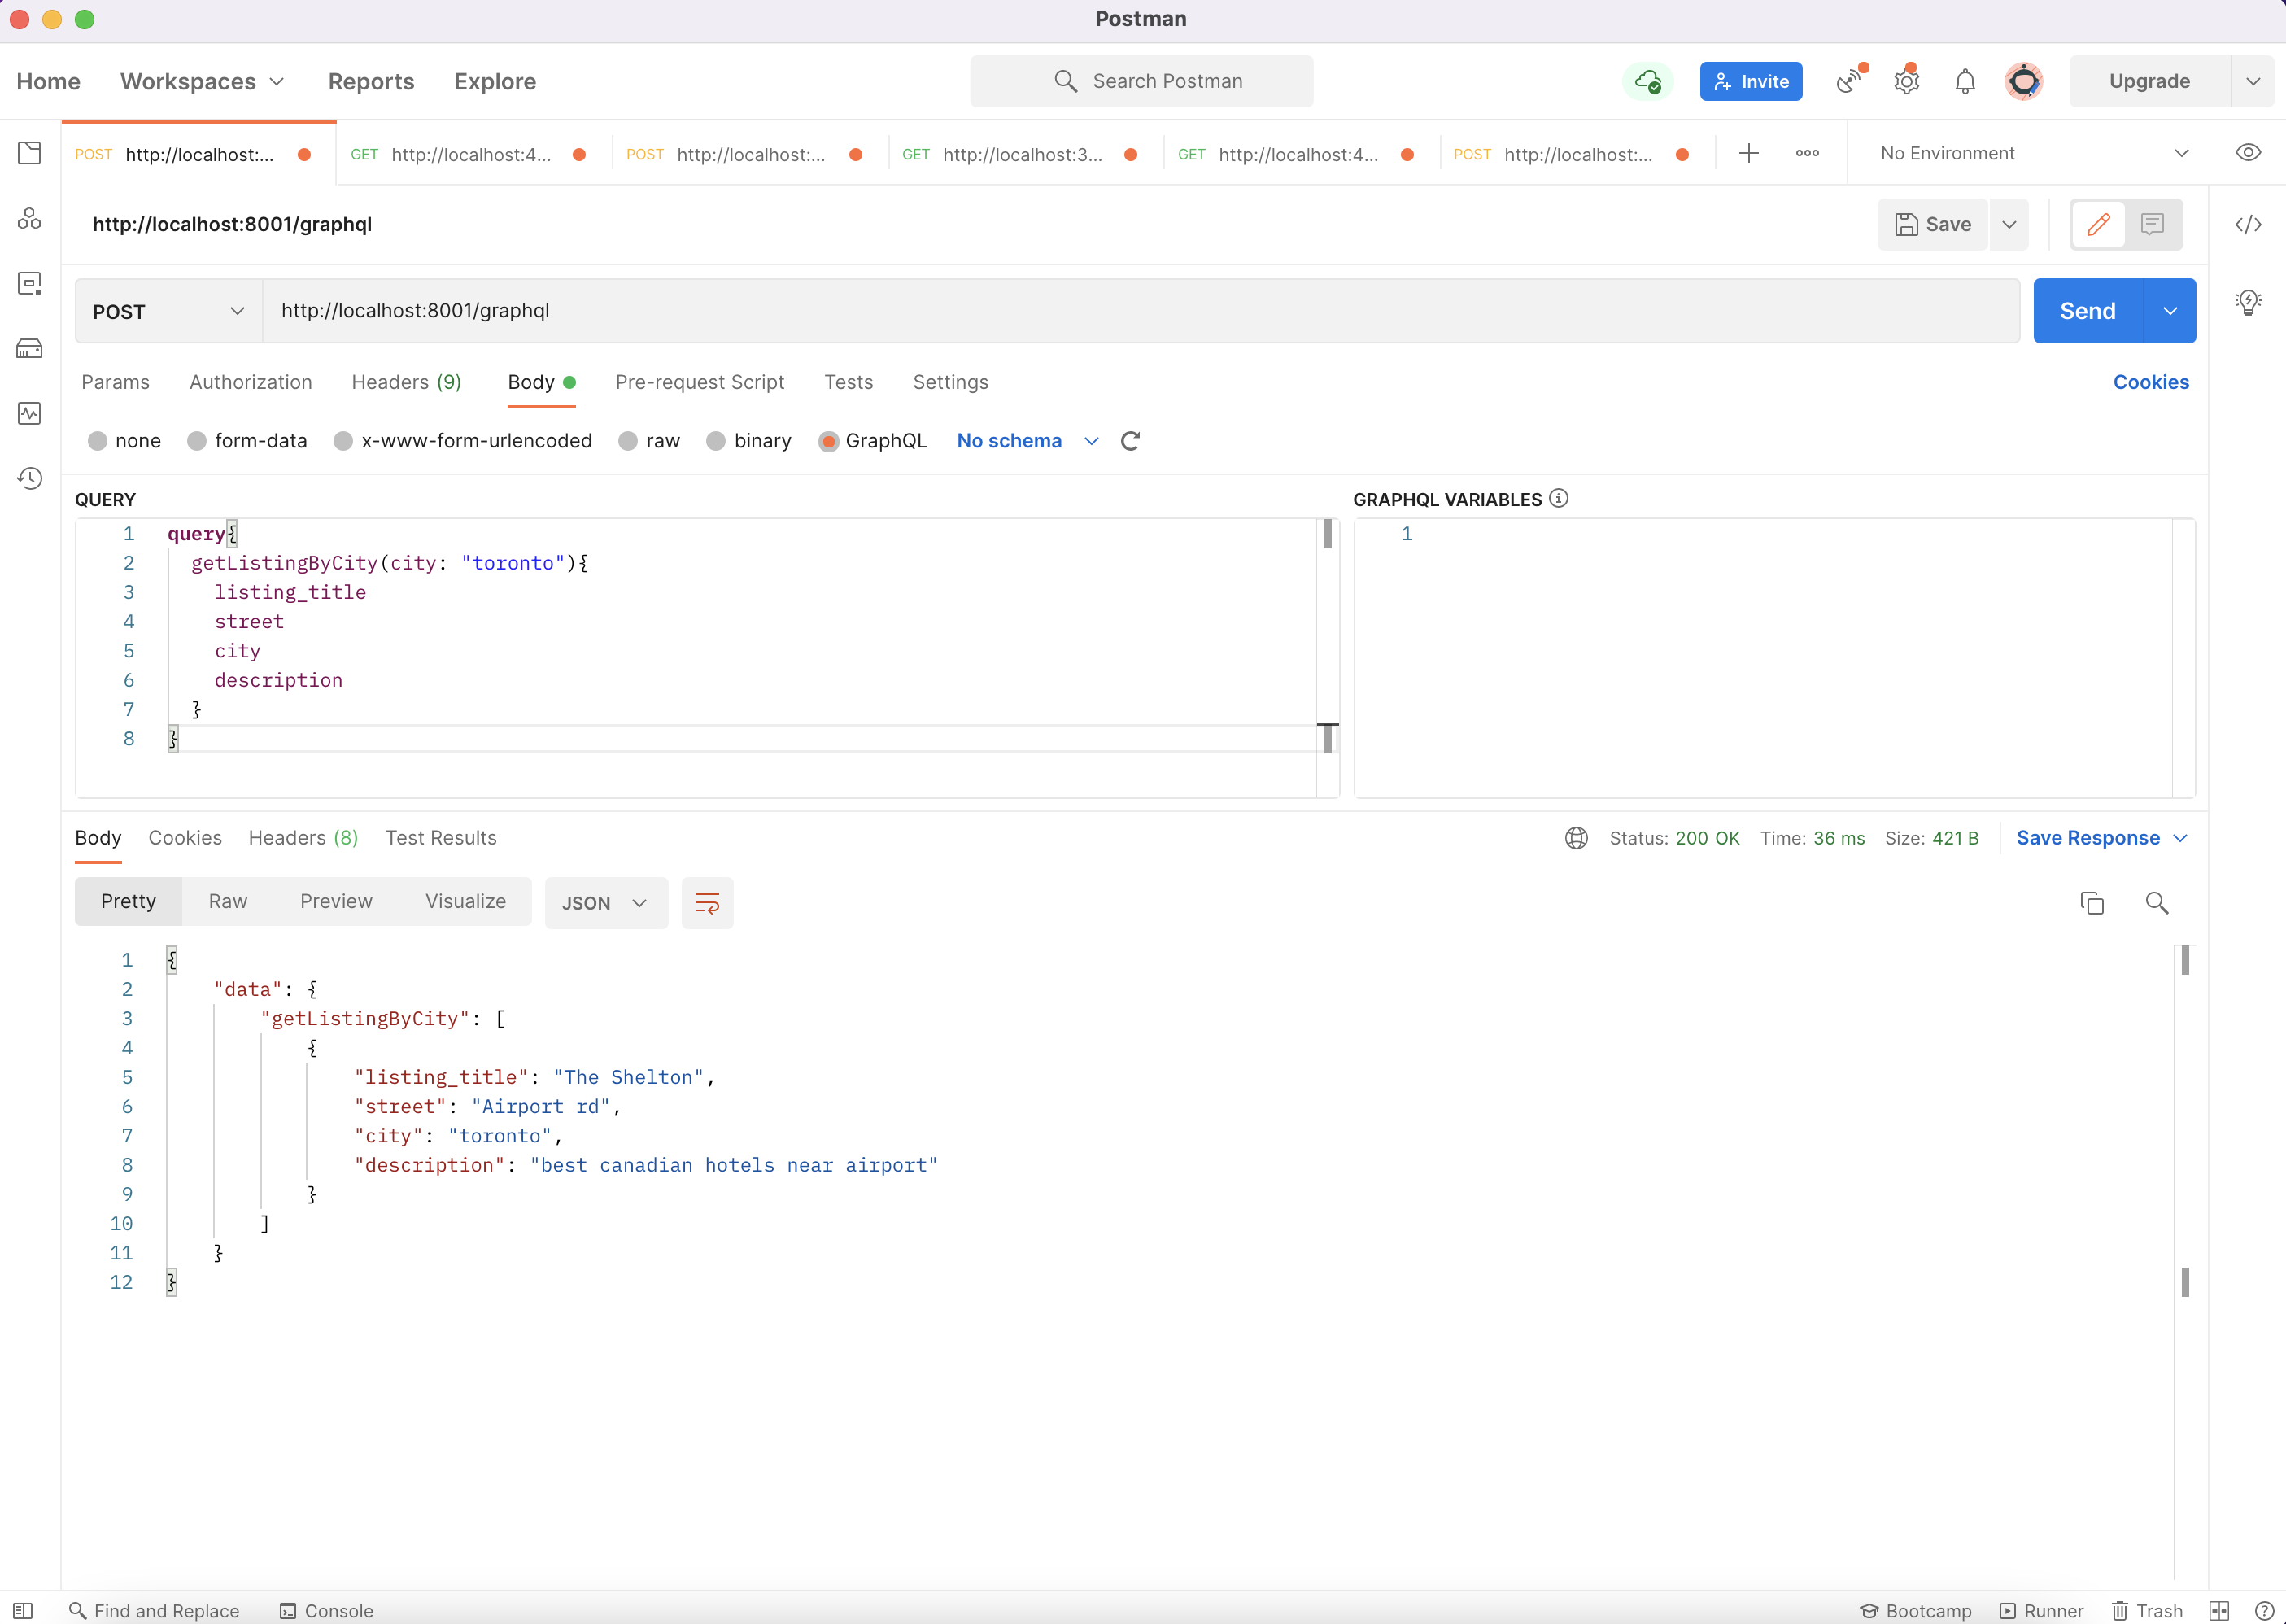 Postman
Home Workspaces Reports Explore Search Postman Invite Upgrade
POST http://localhost:... GET http://localhost:4... POST http://localhost:... GET http://localhost:3... GET http://localhost:4... POST http://localhost:... No Environment
http://localhost:8001/graphql Save
POST http://localhost:8001/graphql Send
Params Authorization Headers (9) Body Pre-request Script Tests Settings Cookies
none form-data x-www-form-urlencoded raw binary GraphQL No schema
QUERY GRAPHQL VARIABLES
1 query{ 1
2 getListingByCity(city: "toronto"){
3 listing_title
4 street
5 city
6 description
7 }
8 }
Body Cookies Headers (8) Test Results Status: 200 OK Time: 36 ms Size: 421 B Save Response
Pretty Raw Preview Visualize JSON
1 {
2 "data": {
3 "getListingByCity": [
4 {
5 "listing_title": "The Shelton",
6 "street": "Airport rd",
7 "city": "toronto",
8 "description": "best canadian hotels near airport"
9 }
10 ]
11 }
12 }
Find and Replace Console Bootcamp Runner Trash